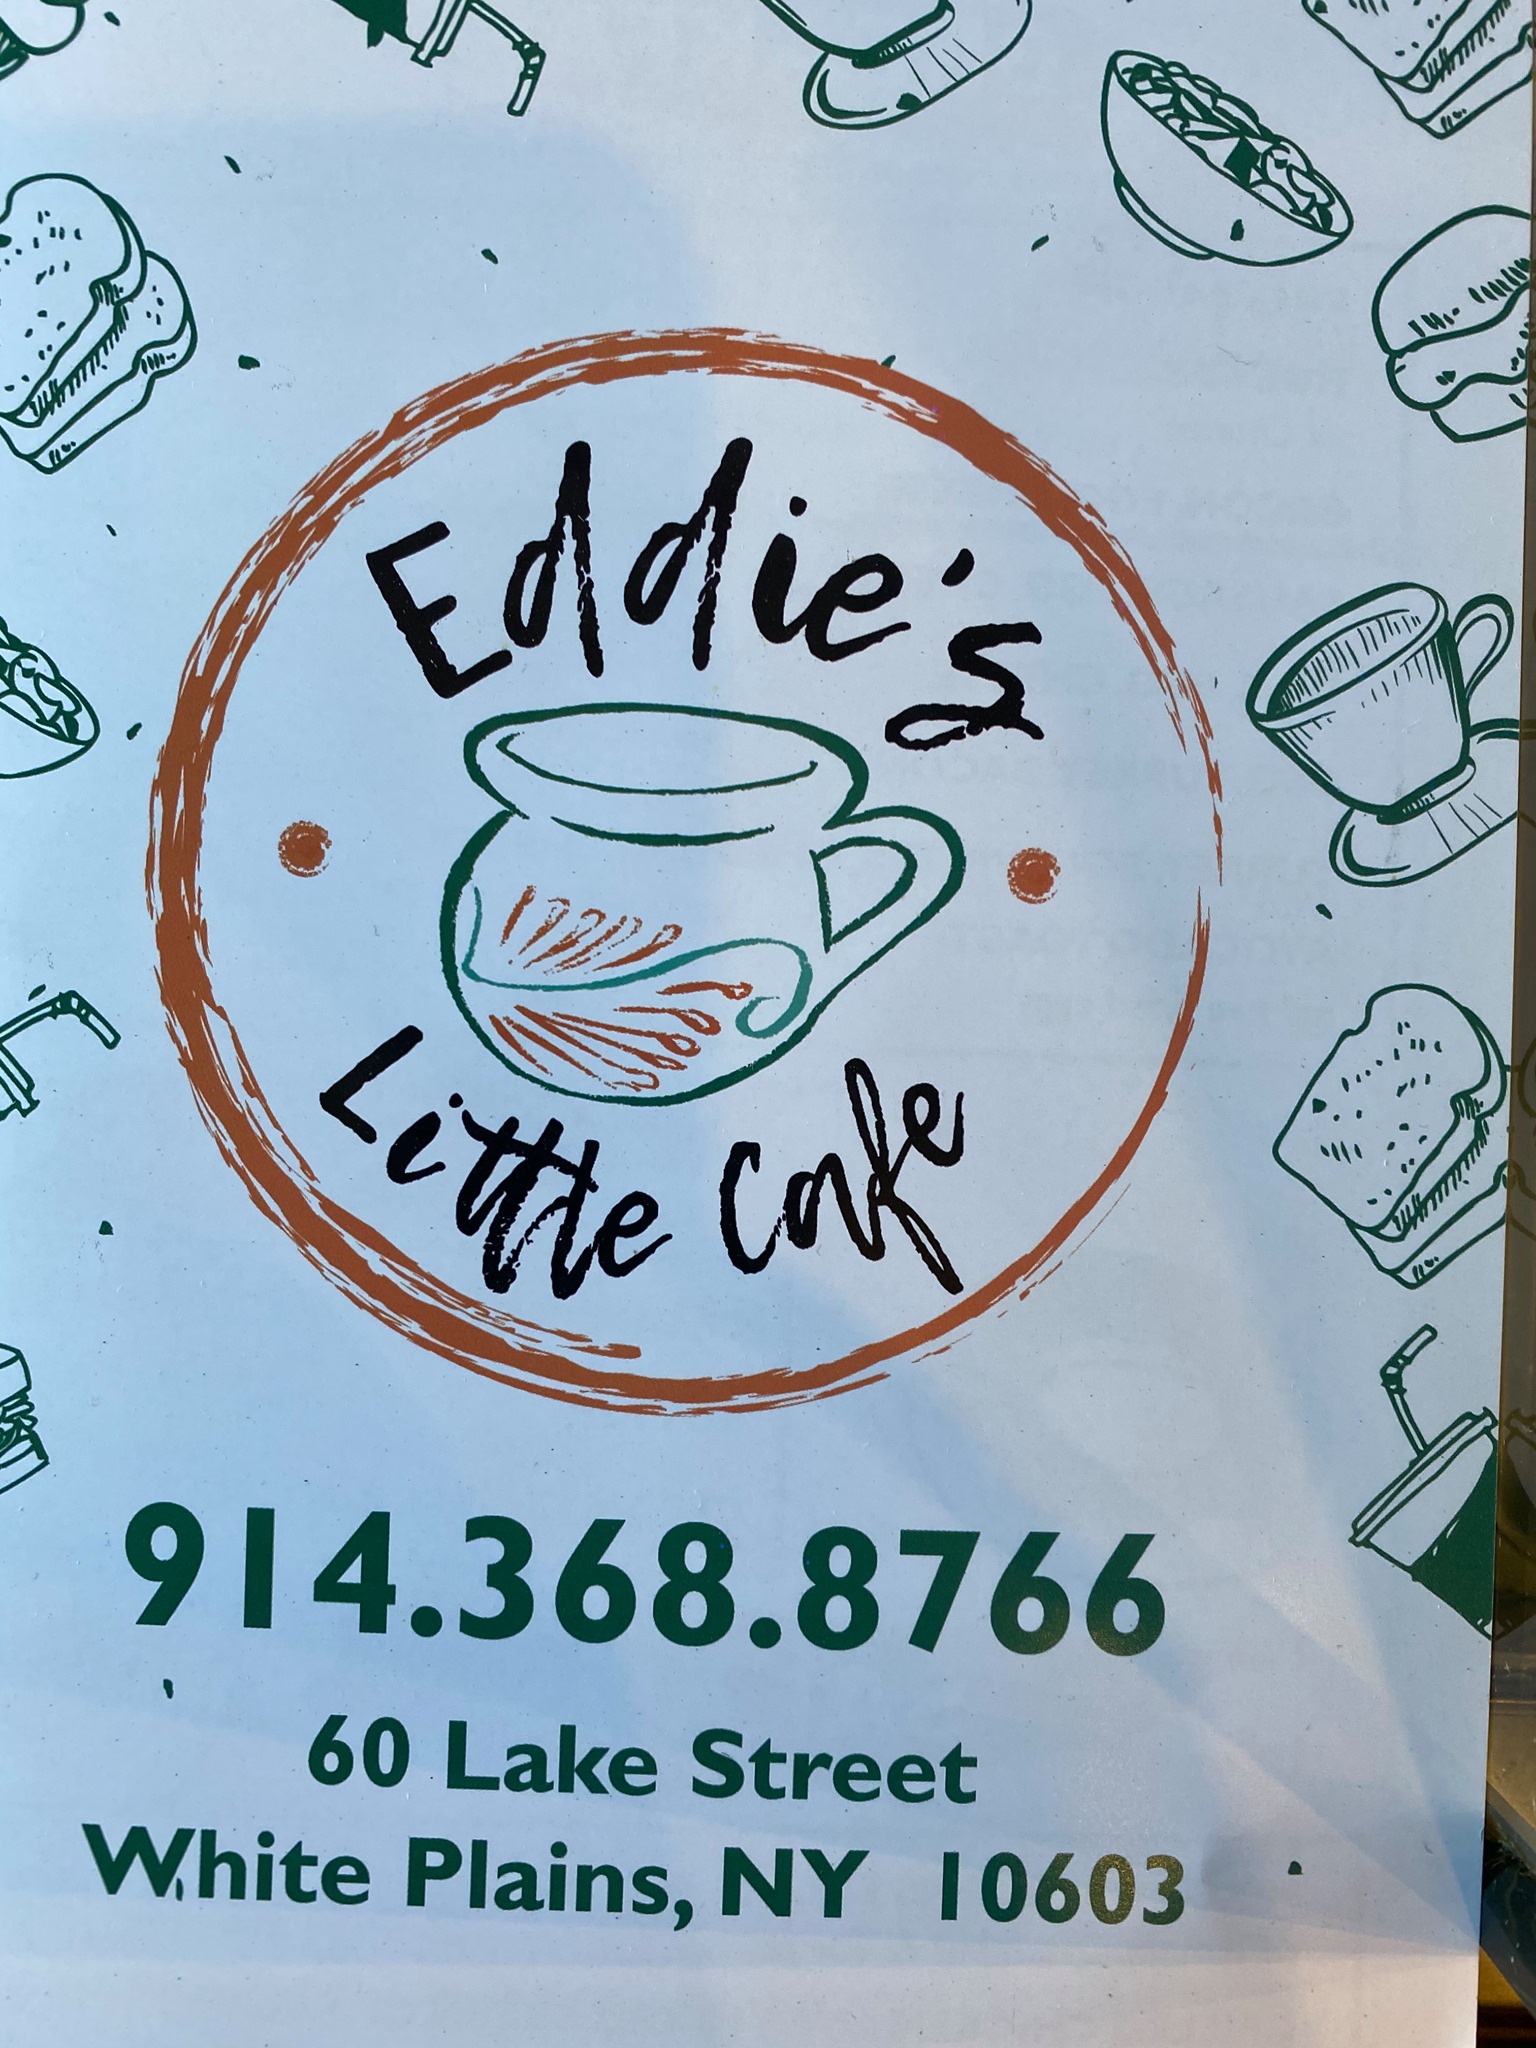 Eddie's
Little Cafe
914.368.8766
60 Lake Street
White Plains, NY 10603